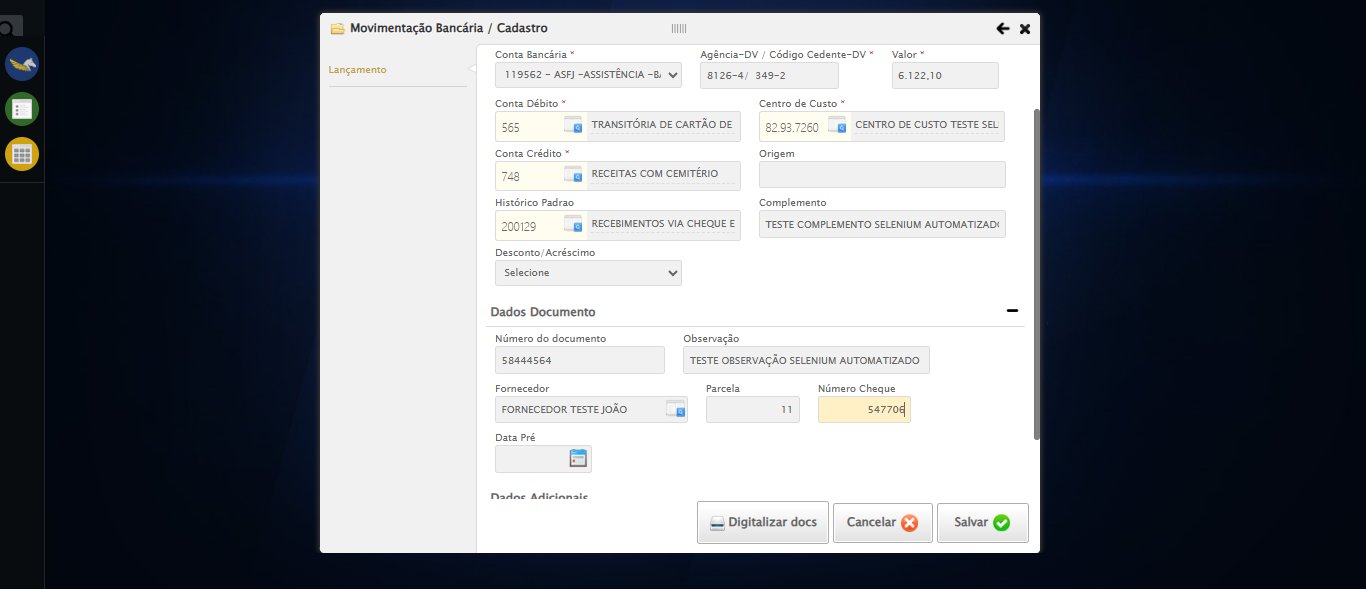 Movimentação Bancária / Cadastro
Lançamento
Conta Bancária * Agência-DV / Código Cedente-DV * Valor *
119562 - ASFJ -ASSISTÊNCIA -BA 8126-4/ 349-2 6.122,10
Conta Débito * Centro de Custo *
565 TRANSITÓRIA DE CARTÃO DE 82.93.7260 CENTRO DE CUSTO TESTE SEL
Conta Crédito * Origem
748 RECEITAS COM CEMITÉRIO
Histórico Padrao Complemento
200129 RECEBIMENTOS VIA CHEQUE E TESTE COMPLEMENTO SELENIUM AUTOMATIZADO
Desconto/Acréscimo
Selecione
Dados Documento
Número do documento Observação
58444564 TESTE OBSERVAÇÃO SELENIUM AUTOMATIZADO
Fornecedor Parcela Número Cheque
FORNECEDOR TESTE JOÃO 11 547706
Data Pré
Dados Adicionais
Digitalizar docs Cancelar Salvar